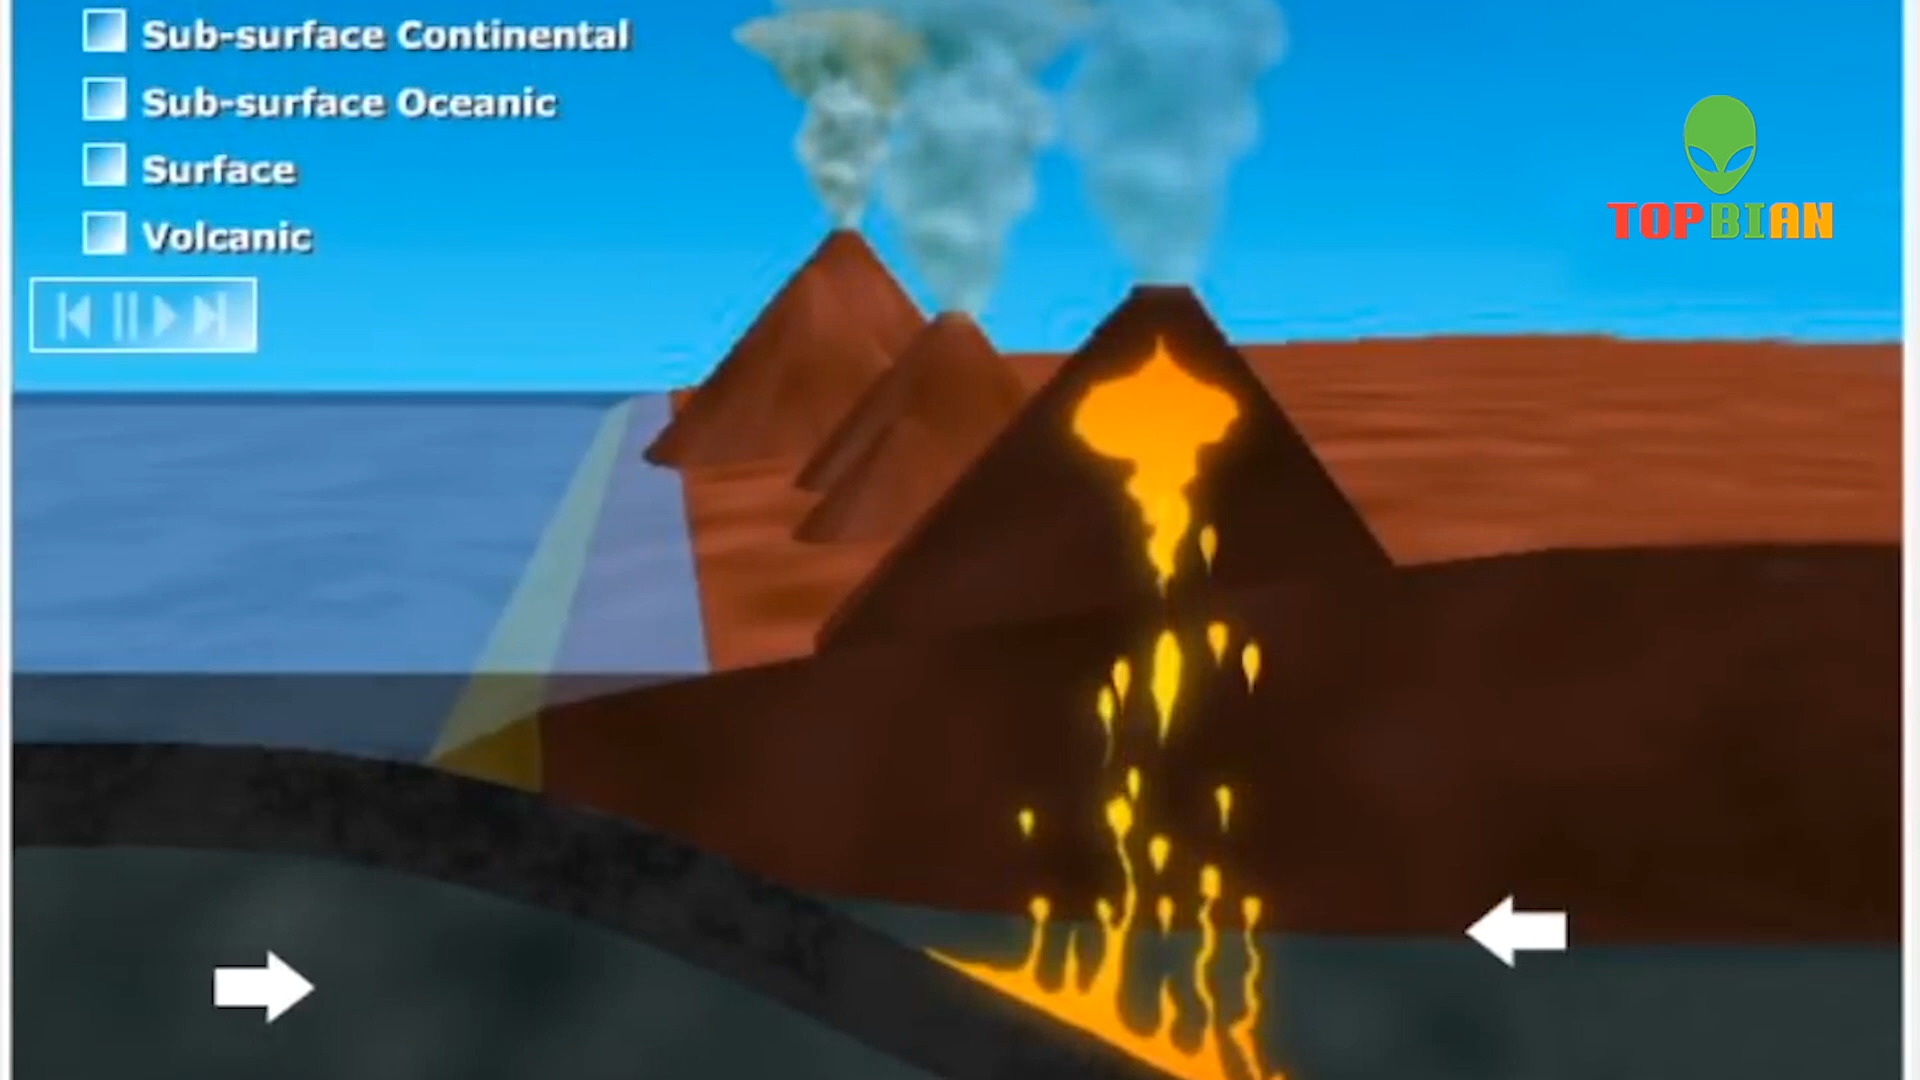 Sub-surface Continental
Sub-surface Oceanic
Surface
Volcanic
TOPBIAN